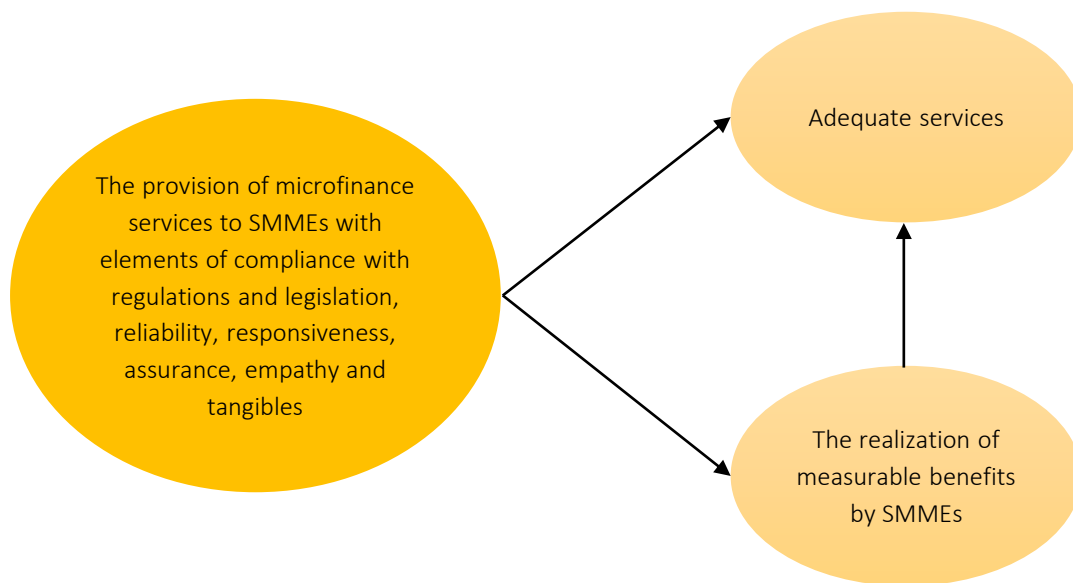 The provision of microfinance
services to SMMEs with
elements of compliance with
regulations and legislation,
reliability, responsiveness,
assurance, empathy and
tangibles
Adequate services
The realization of
measurable benefits
by SMMEs